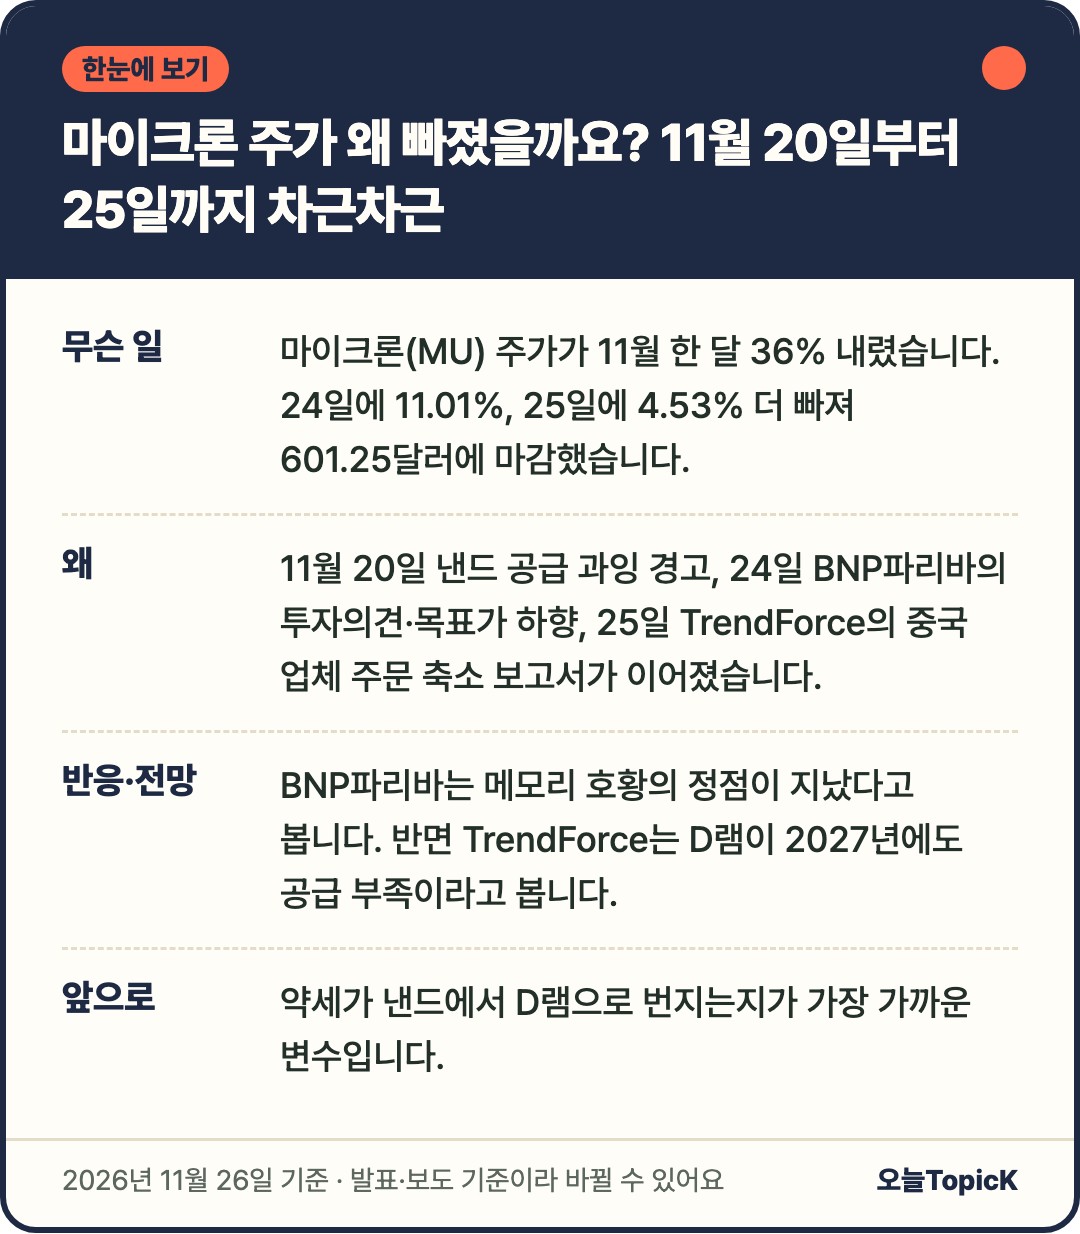 한눈에 보기
마이크론 주가 왜 빠졌을까요? 11월 20일부터
25일까지 차근차근
무슨 일
마이크론(MU) 주가가 11월 한 달 36% 내렸습니다.
24일에 11.01%, 25일에 4.53% 더 빠져
601.25달러에 마감했습니다.
왜
11월 20일 낸드 공급 과잉 경고, 24일 BNP파리바의
투자의견·목표가 하향, 25일 TrendForce의 중국
업체 주문 축소 보고서가 이어졌습니다.
반응·전망
BNP파리바는 메모리 호황의 정점이 지났다고
봅니다. 반면 TrendForce는 D램이 2027년에도
공급 부족이라고 봅니다.
앞으로
약세가 낸드에서 D램으로 번지는지가 가장 가까운
변수입니다.
2026년 11월 26일 기준 · 발표·보도 기준이라 바뀔 수 있어요
오늘TopicK